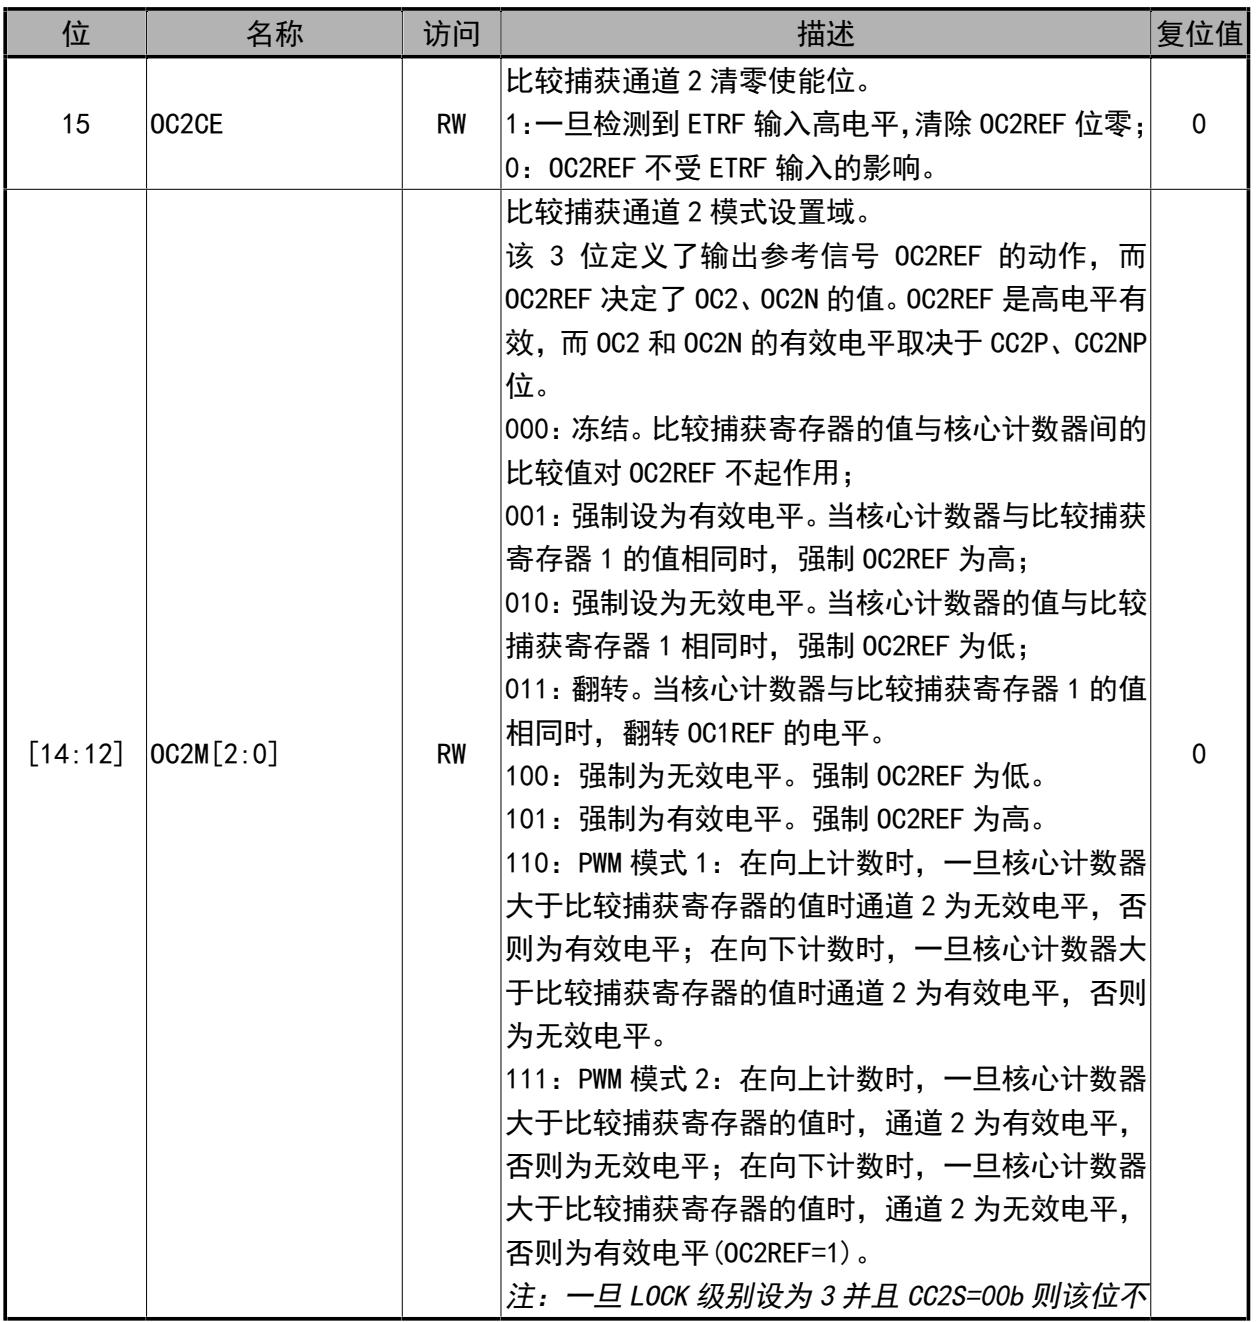 位 名称 访问 描述 复位值
15 OC2CE RW 0
比较捕获通道 2 清零使能位。
1:一旦检测到 ETRF 输入高电平,清除 OC2REF 位零;
0: OC2REF 不受 ETRF 输入的影响。
[14:12] OC2M[2:0] RW 0
比较捕获通道 2 模式设置域。
该 3 位定义了输出参考信号 OC2REF 的动作, 而
OC2REF 决定了 OC2、OC2N 的值。OC2REF 是高电平有
效, 而 OC2 和 OC2N 的有效电平取决于 CC2P、CC2NP
位。
000: 冻结。比较捕获寄存器的值与核心计数器间的
比较值对 OC2REF 不起作用;
001: 强制设为有效电平。当核心计数器与比较捕获
寄存器 1 的值相同时, 强制 OC2REF 为高;
010: 强制设为无效电平。当核心计数器的值与比较
捕获寄存器 1 相同时, 强制 OC2REF 为低;
011: 翻转。当核心计数器与比较捕获寄存器 1 的值
相同时, 翻转 OC1REF 的电平。
100: 强制为无效电平。强制 OC2REF 为低。
101: 强制为有效电平。强制 OC2REF 为高。
110: PWM 模式 1: 在向上计数时, 一旦核心计数器
大于比较捕获寄存器的值时通道 2 为无效电平, 否
则为有效电平; 在向下计数时, 一旦核心计数器大
于比较捕获寄存器的值时通道 2 为有效电平, 否则
为无效电平。
111: PWM 模式 2: 在向上计数时, 一旦核心计数器
大于比较捕获寄存器的值时, 通道 2 为有效电平,
否则为无效电平; 在向下计数时, 一旦核心计数器
大于比较捕获寄存器的值时, 通道 2 为无效电平,
否则为有效电平(OC2REF=1)。
注: 一旦 LOCK 级别设为 3 并且 CC2S=00b 则该位不